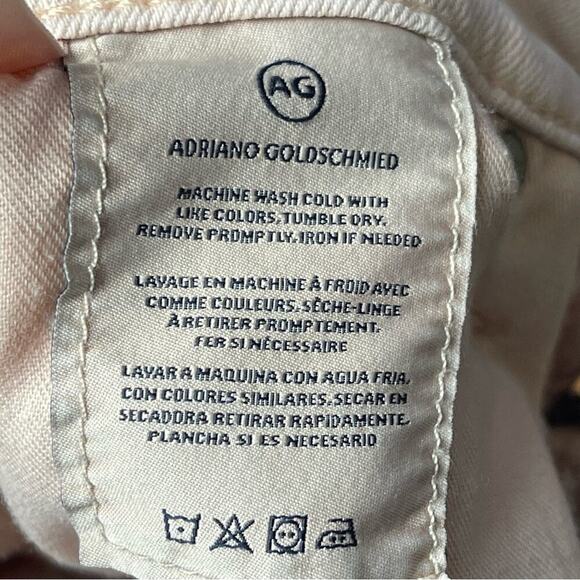 AG
ADRIANO GOLDSCHMIED
MACHINE WASH COLD WITH
LIKE COLORS. TUMBLE DRY.
REMOVE PROMPTLY. IRON IF NEEDED
LAVAGE EN MACHINE À FROID AVEC
COMME COULEURS. SÈCHE-LINGE
À RETIRER PROMPTEMENT.
FER SI NÉCESSAIRE
LAVAR A MAQUINA CON AGUA FRIA.
CON COLORES SIMILARES. SECAR EN
SECADORA RETIRAR RAPIDAMENTE.
PLANCHA SI ES NECESARIO